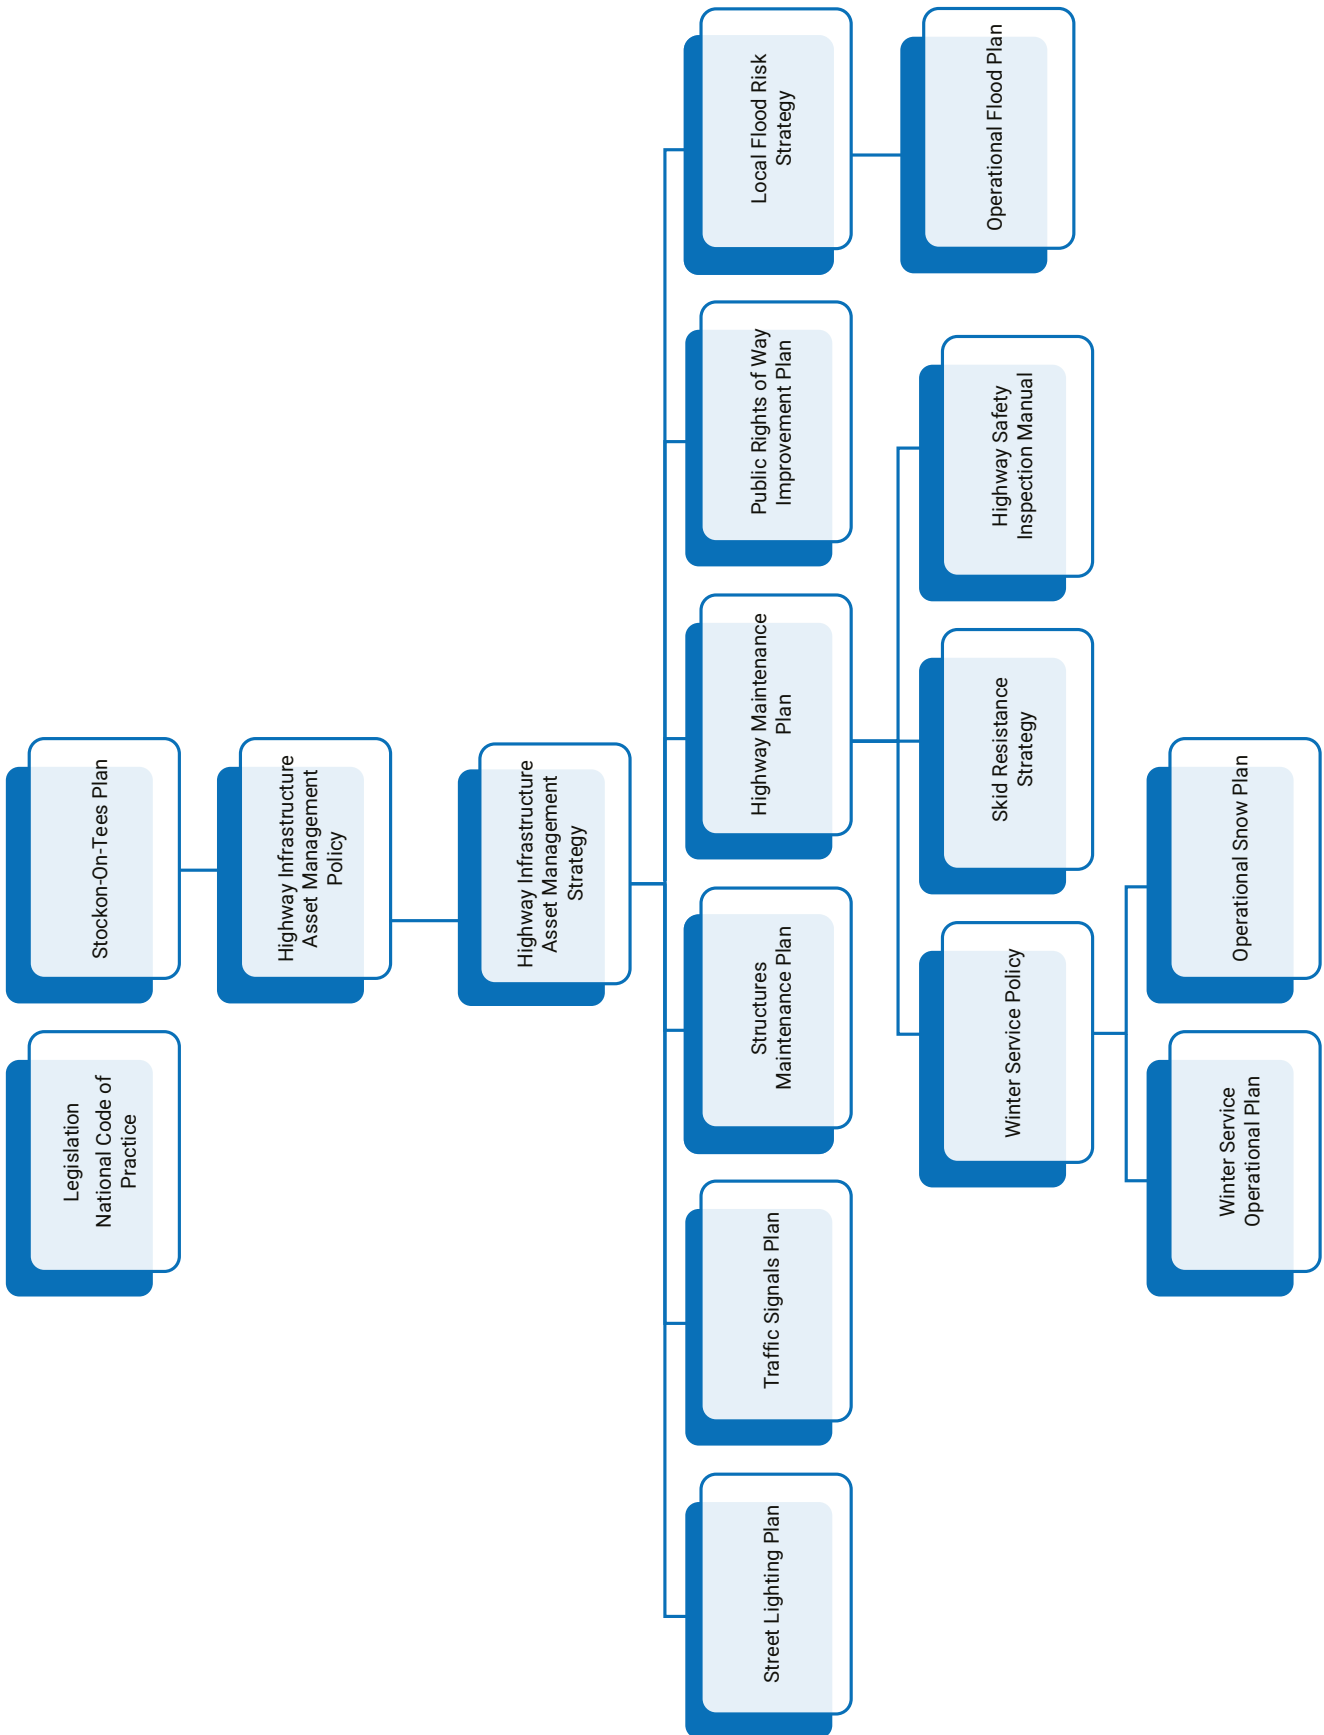 Legislation
National Code of
Practice
Stockon-On-Tees Plan
Highway Infrastructure
Asset Management
Policy
Highway Infrastructure
Asset Management
Strategy
Street Lighting Plan
Traffic Signals Plan
Structures
Maintenance Plan
Highway Maintenance
Plan
Public Rights of Way
Improvement Plan
Local Flood Risk
Strategy
Winter Service Policy
Skid Resistance
Strategy
Highway Safety
Inspection Manual
Operational Flood Plan
Winter Service
Operational Plan
Operational Snow Plan